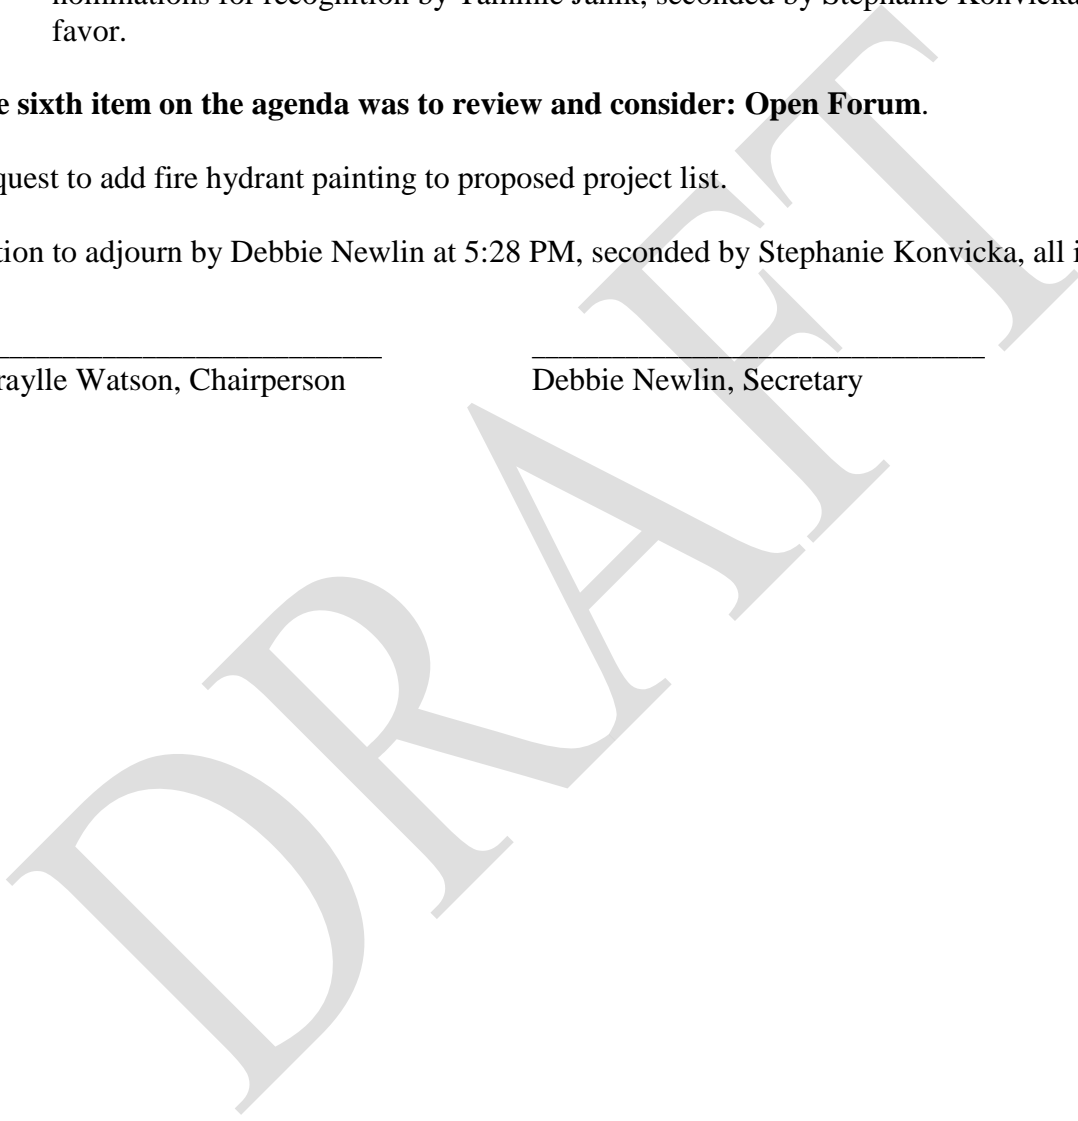 nominations for recognition by Tammie Janik, seconded by Stephanie Konvicka
favor.
e sixth item on the agenda was to review and consider: Open Forum.
quest to add fire hydrant painting to proposed project list.
tion to adjourn by Debbie Newlin at 5:28 PM, seconded by Stephanie Konvicka, all i
raylle Watson, Chairperson
Debbie Newlin, Secretary
DRAFT